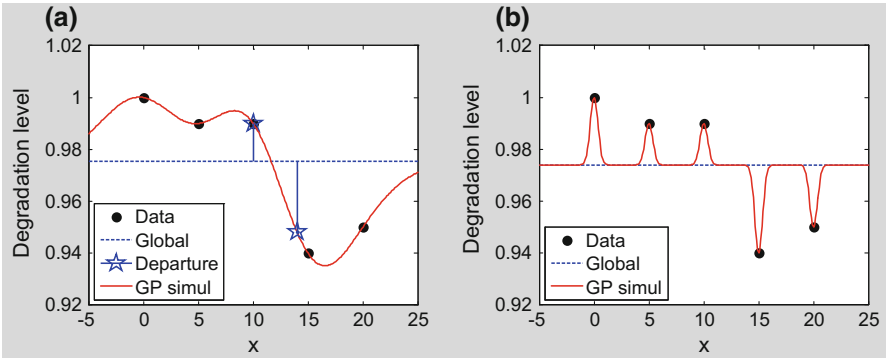 (a)
Degradation level
1.02
1
0.98
0.96
0.94
0.92
Data
Global
Departure
GP simul
-5 0 5 10 15 20 25
x
(b)
Degradation level
1.02
1
0.98
0.96
0.94
0.92
Data
Global
GP simul
-5 0 5 10 15 20 25
x